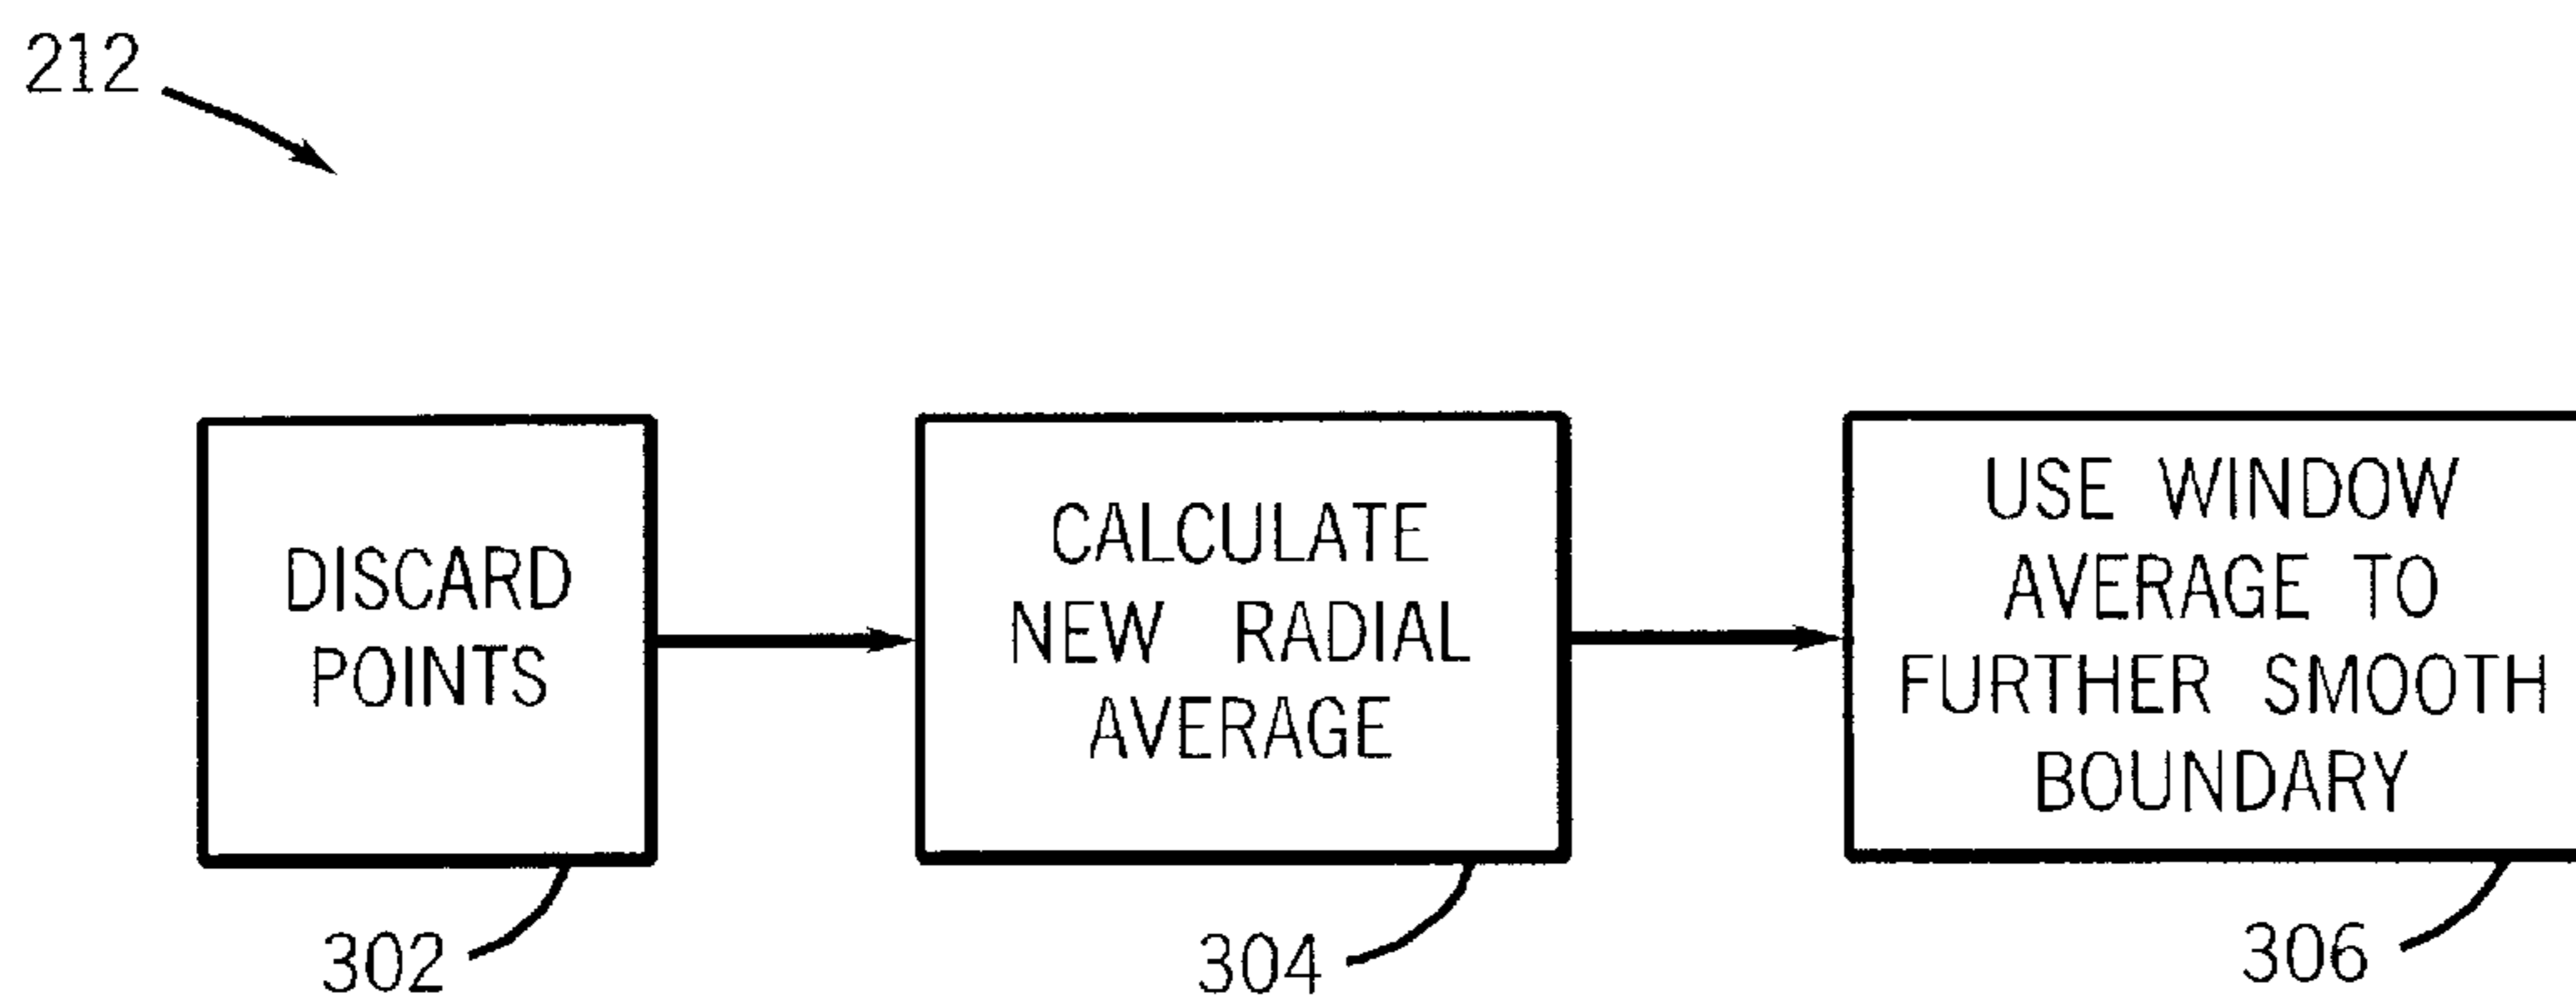 212
DISCARD
POINTS
CALCULATE
NEW RADIAL
AVERAGE
USE WINDOW
AVERAGE TO
FURTHER SMOOTH
BOUNDARY
302
304
306